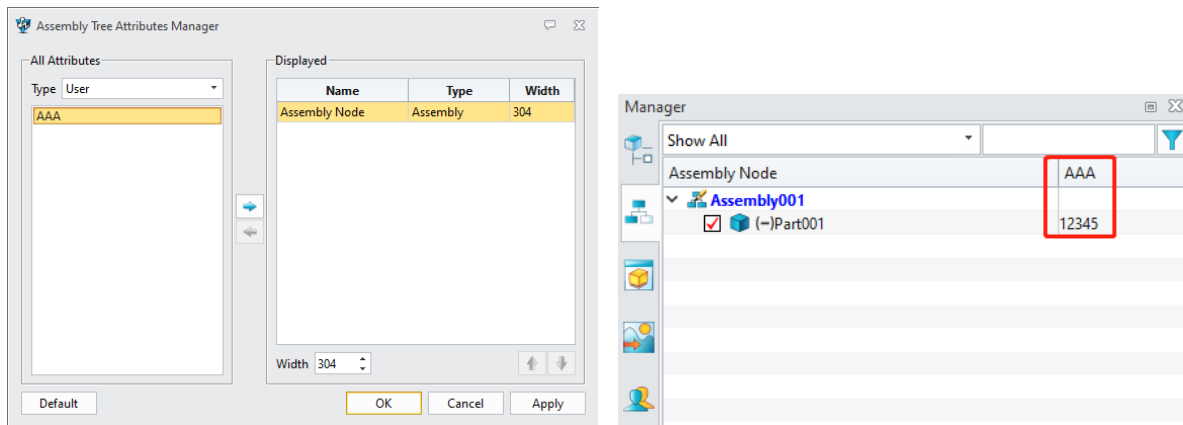 Assembly Tree Attributes Manager
All Attributes
Type User
AAA
Displayed
Name Type Width
Assembly Node Assembly 304
Width 304
Default
OK Cancel Apply
Manager
Show All
Assembly Node AAA
Assembly001
(-)Part001 12345